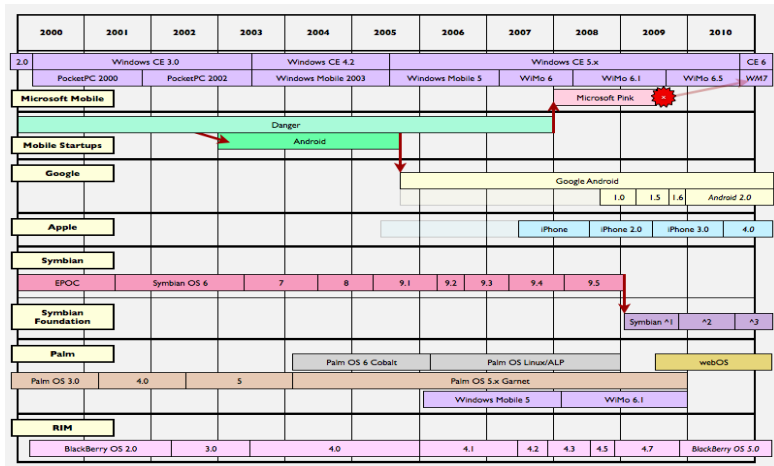 2000 2001 2002 2003 2004 2005 2006 2007 2008 2009 2010
2.0 Windows CE 3.0 Windows CE 4.2 Windows CE 5.x CE 6
PocketPC 2000 PocketPC 2002 Windows Mobile 2003 Windows Mobile 5 WiMo 6 WiMo 6.1 WiMo 6.5 WM7
Microsoft Mobile Microsoft Pink ×
Danger
Mobile Startups Android
Google Google Android
1.0 1.5 1.6 Android 2.0
Apple iPhone iPhone 2.0 iPhone 3.0 4.0
Symbian
EPOC Symbian OS 6 7 8 9.1 9.2 9.3 9.4 9.5
Symbian
Foundation Symbian ^1 ^2 ^3
Palm Palm OS 6 Cobalt Palm OS Linux/ALP webOS
Palm OS 3.0 4.0 5 Palm OS 5.x Garnet
Windows Mobile 5 WiMo 6.1
RIM
BlackBerry OS 2.0 3.0 4.0 4.1 4.2 4.3 4.5 4.7 BlackBerry OS 5.0